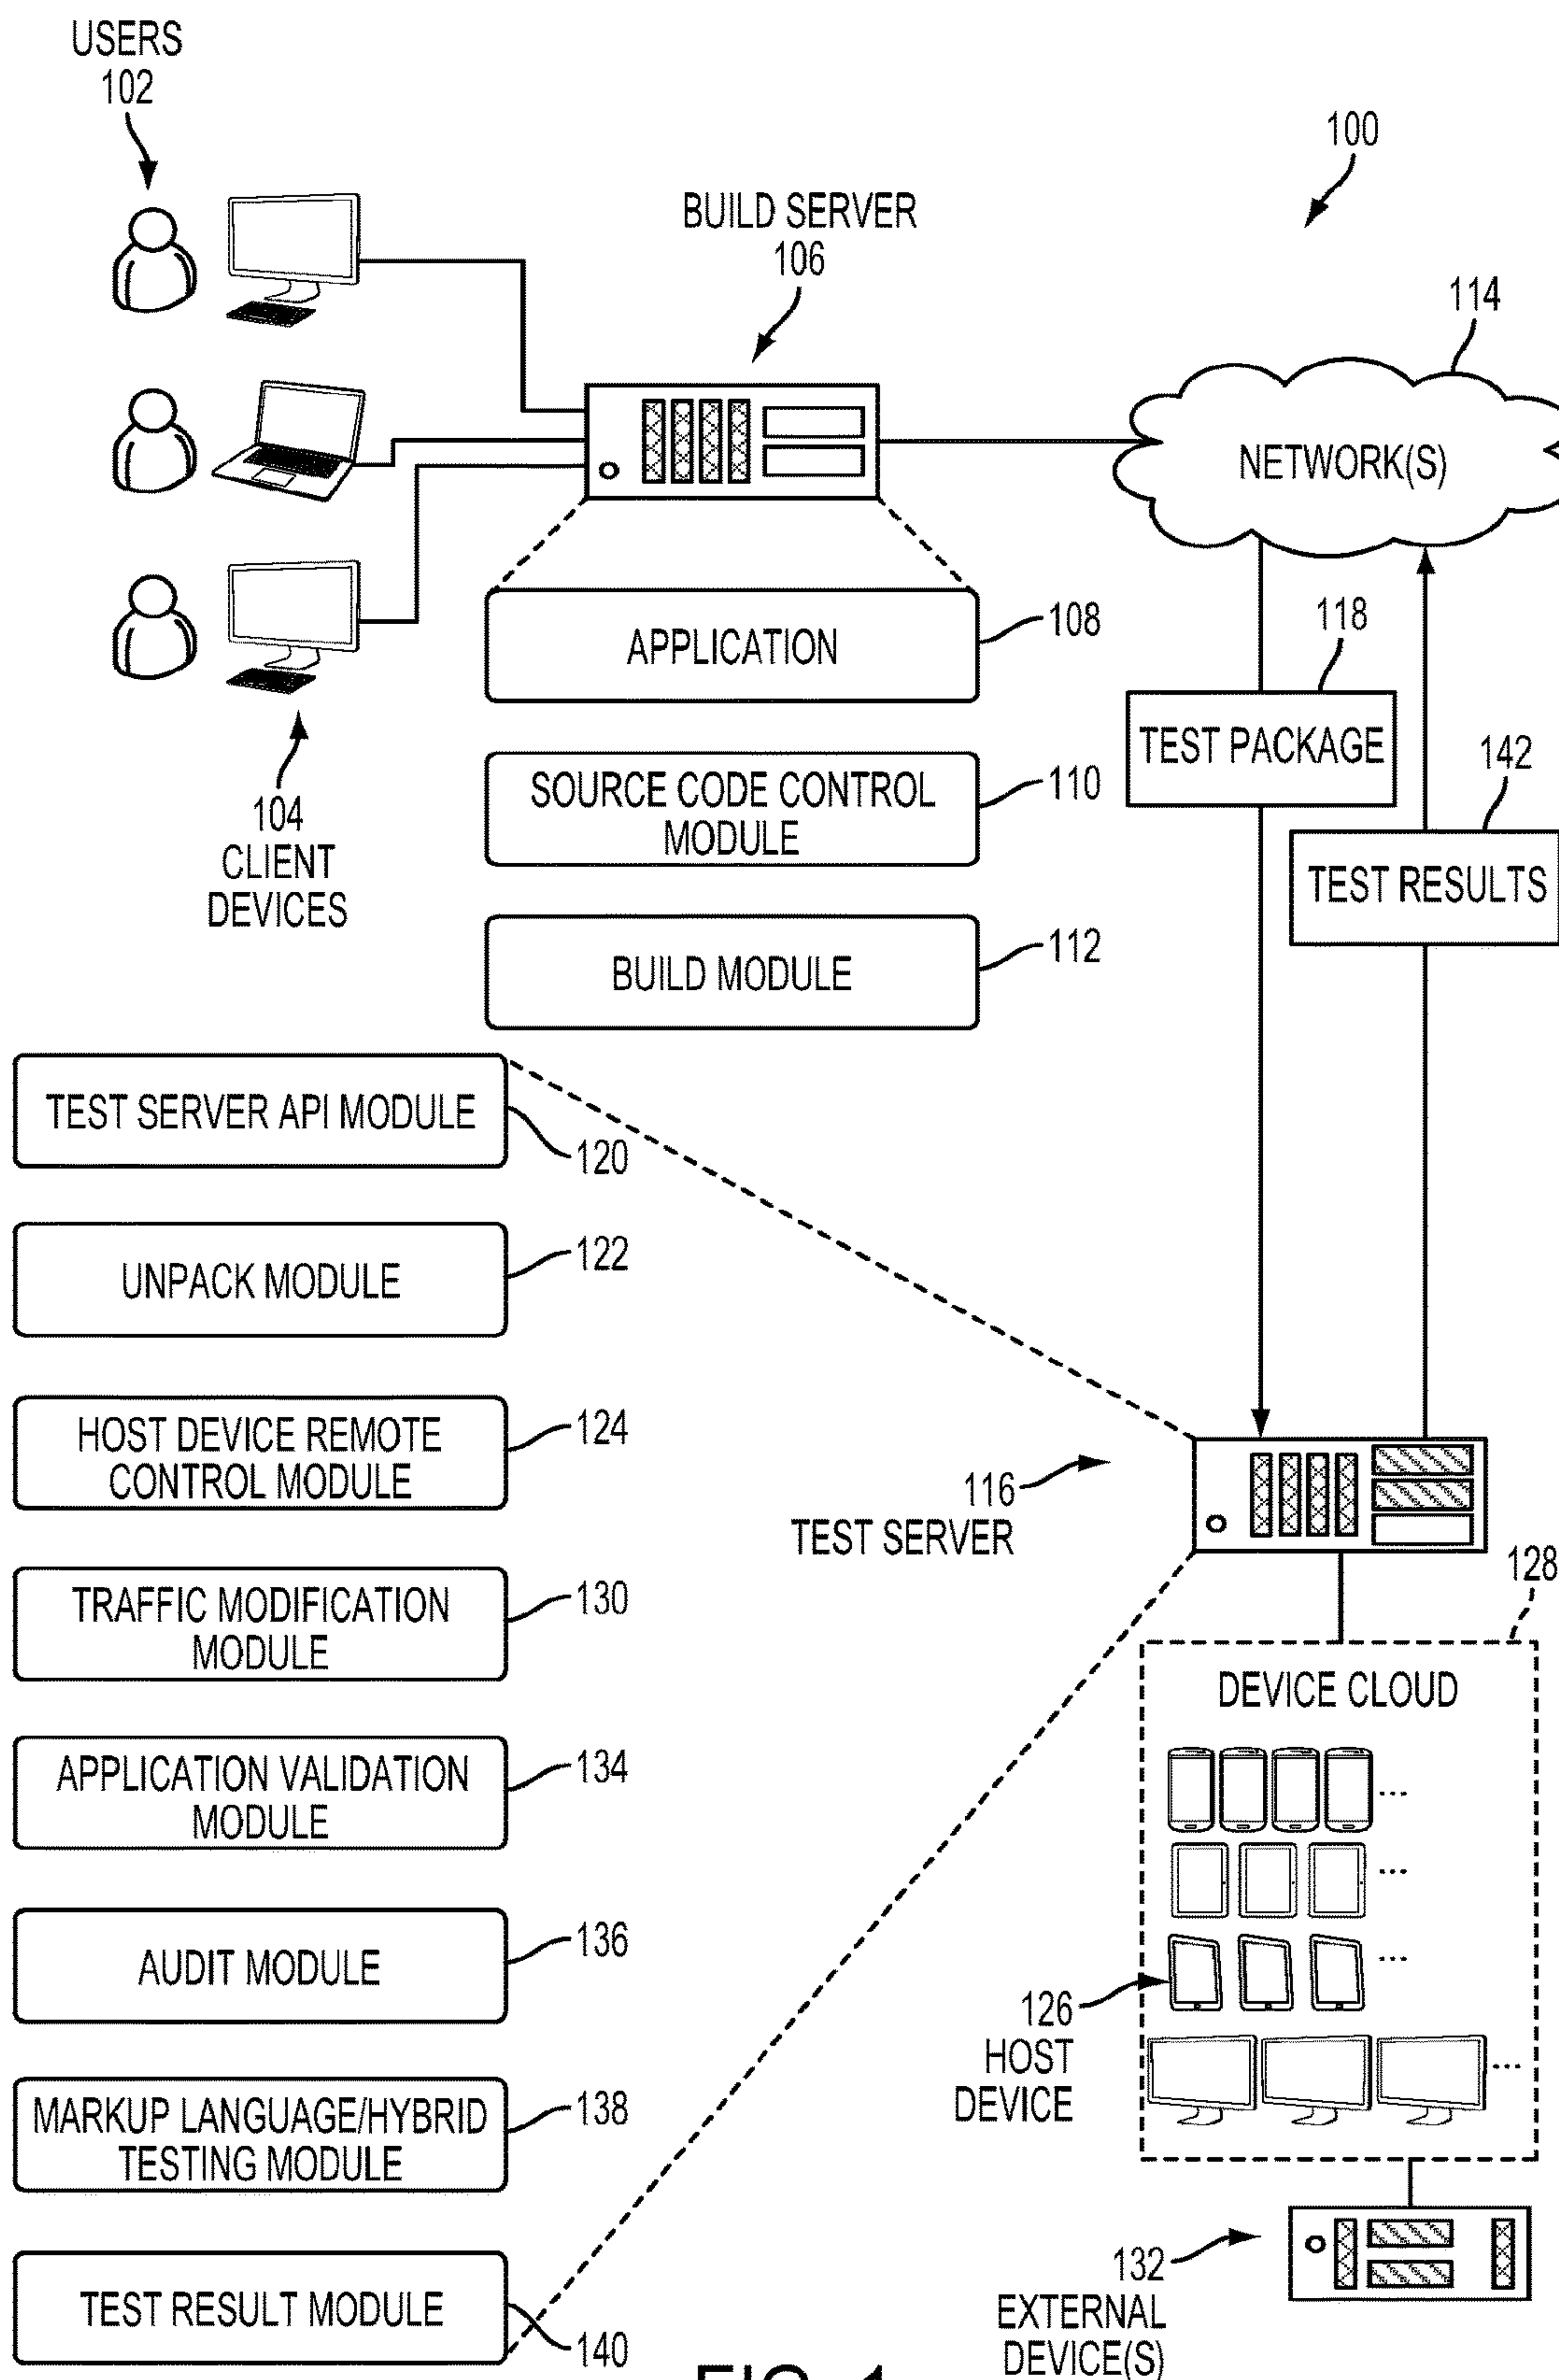 USERS
102
100
BUILD SERVER
106
114
NETWORK(S)
APPLICATION
108
118
TEST PACKAGE
SOURCE CODE CONTROL
MODULE
110
142
TEST RESULTS
104
CLIENT
DEVICES
BUILD MODULE
112
TEST SERVER API MODULE
120
UNPACK MODULE
122
HOST DEVICE REMOTE
CONTROL MODULE
124
116
TEST SERVER
128
TRAFFIC MODIFICATION
MODULE
130
DEVICE CLOUD
...
...
...
...
APPLICATION VALIDATION
MODULE
134
AUDIT MODULE
136
126
HOST
DEVICE
MARKUP LANGUAGE/HYBRID
TESTING MODULE
138
132
EXTERNAL
DEVICE(S)
TEST RESULT MODULE
140
FIG. 1